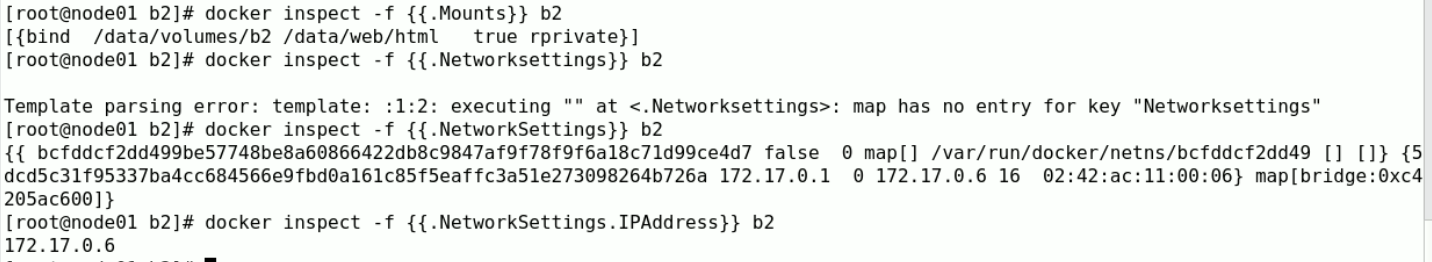 [root@node01 b2]# docker inspect -f {{.Mounts}} b2
[{bind  /data/volumes/b2 /data/web/html   true rprivate}]
[root@node01 b2]# docker inspect -f {{.Networksettings}} b2
Template parsing error: template: :1:2: executing "" at <.Networksettings>: map has no entry for key "Networksettings"
[root@node01 b2]# docker inspect -f {{.NetworkSettings}} b2
{{ bcfddcf2dd499be57748be8a60866422db8c9847af9f78f9f6a18c71d99ce4d7 false  0 map[] /var/run/docker/netns/bcfddcf2dd49 [] []} {5
dcd5c31f95337ba4cc684566e9fbd0a161c85f5eaffc3a51e273098264b726a 172.17.0.1  0 172.17.0.6 16  02:42:ac:11:00:06} map[bridge:0xc4
205ac600]}
[root@node01 b2]# docker inspect -f {{.NetworkSettings.IPAddress}} b2
172.17.0.6